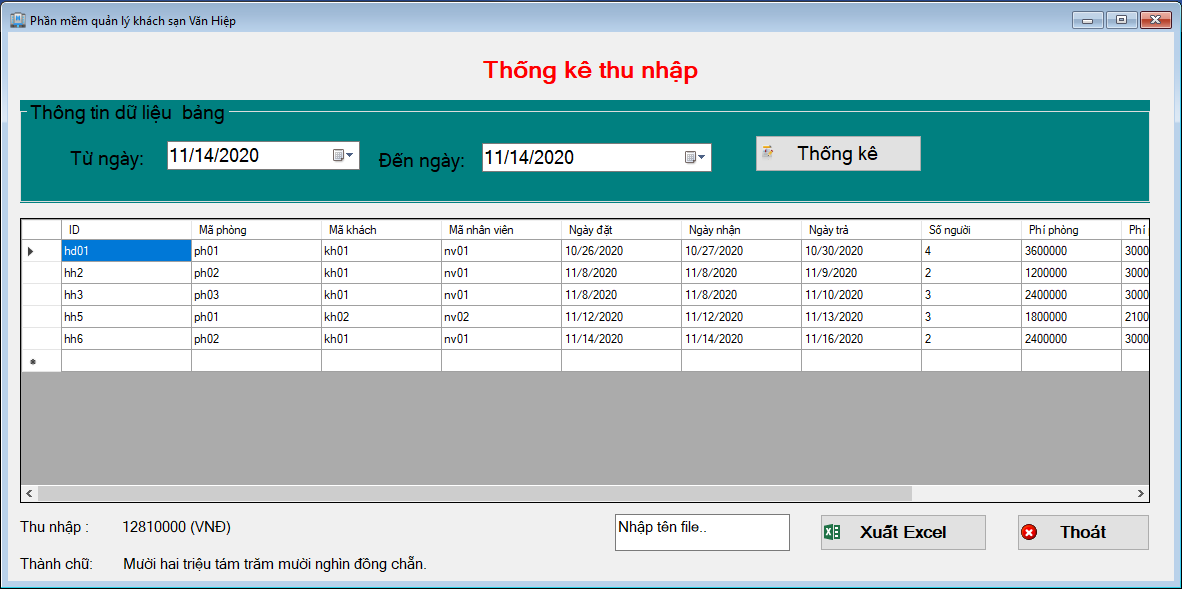 Phần mềm quản lý khách sạn Văn Hiệp
Thống kê thu nhập
Thông tin dữ liệu bảng
Từ ngày: 11/14/2020 Đến ngày: 11/14/2020 Thống kê
ID Mã phòng Mã khách Mã nhân viên Ngày đặt Ngày nhận Ngày trả Số người Phí phòng Phí
hd01 ph01 kh01 nv01 10/26/2020 10/27/2020 10/30/2020 4 3600000 3000
hh2 ph02 kh01 nv01 11/8/2020 11/8/2020 11/9/2020 2 1200000 3000
hh3 ph03 kh01 nv01 11/8/2020 11/8/2020 11/10/2020 3 2400000 3000
hh5 ph01 kh02 nv02 11/12/2020 11/12/2020 11/13/2020 3 1800000 2100
hh6 ph02 kh01 nv01 11/14/2020 11/14/2020 11/16/2020 2 2400000 3000
Thu nhập : 12810000 (VNĐ) Nhập tên file.. Xuất Excel Thoát
Thành chữ: Mười hai triệu tám trăm mười nghìn đồng chẵn.